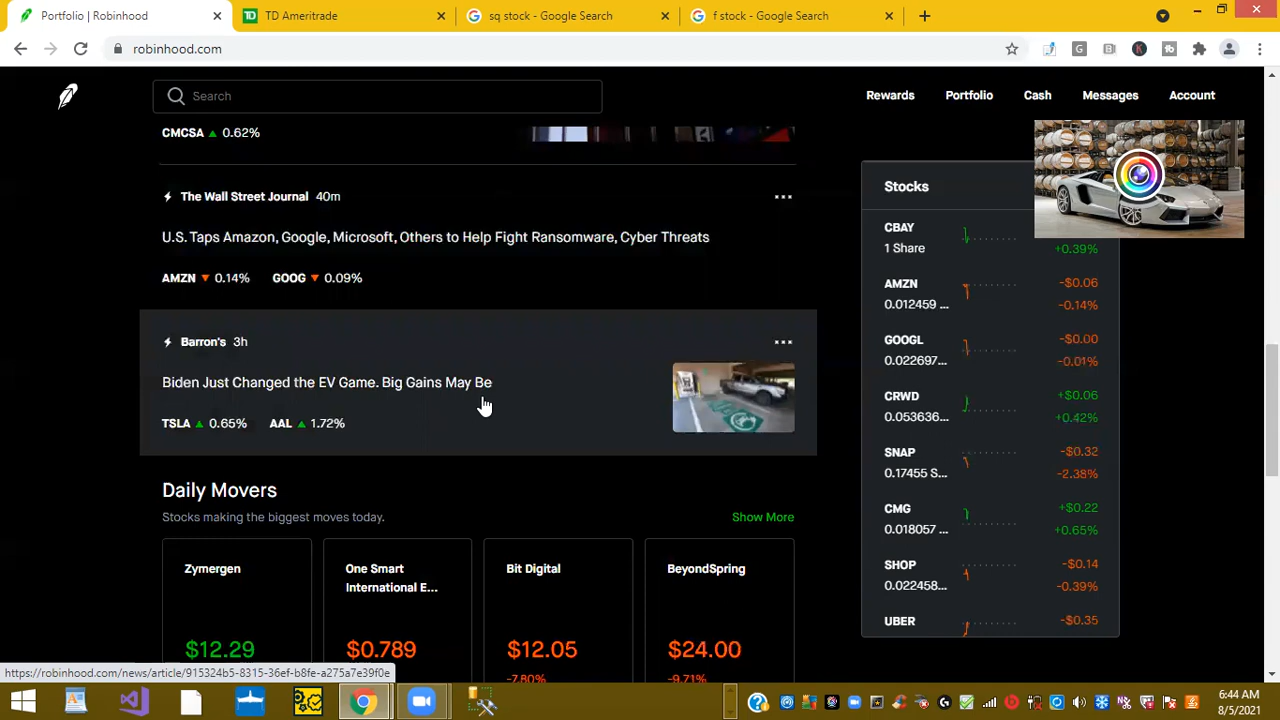 Portfolio | Robinhood
TD Ameritrade
sq stock - Google Search
f stock - Google Search
robinhood.com
Search
Rewards
Portfolio
Cash
Messages
Account
CMCSA 0.62%
The Wall Street Journal 40m
U.S. Taps Amazon, Google, Microsoft, Others to Help Fight Ransomware, Cyber Threats
AMZN 0.14% GOOG 0.09%
Barron's 3h
Biden Just Changed the EV Game. Big Gains May Be
TSLA 0.65% AAL 1.72%
Daily Movers
Stocks making the biggest moves today.
Show More
Zymergen
$12.29
One Smart
International E...
$0.789
Bit Digital
$12.05
-7.80%
BeyondSpring
$24.00
-9.71%
Stocks
CBAY
1 Share
+0.39%
AMZN
-$0.06
0.012459 ...
-0.14%
GOOGL
-$0.00
0.022697...
-0.01%
CRWD
+$0.06
0.053636...
+0.42%
SNAP
-$0.32
0.17455 S...
-2.38%
CMG
+$0.22
0.018057 ...
+0.65%
SHOP
-$0.14
0.022458...
-0.39%
UBER
-$0.35
https://robinhood.com/news/article/915324b5-8315-36ef-b8fe-a275a7e39f0e
6:44 AM
8/5/2021